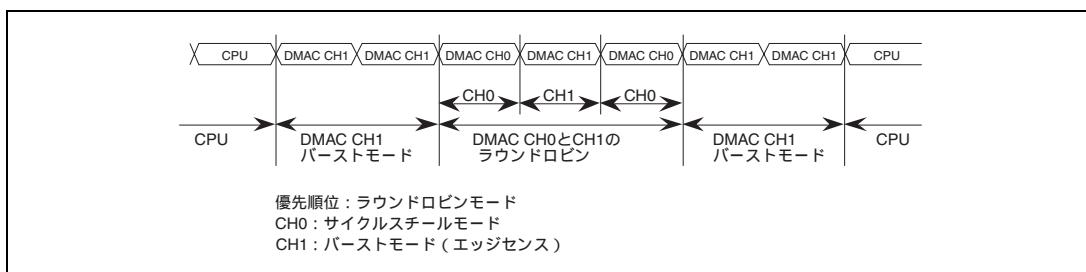 CPU DMAC CH1 DMAC CH1 DMAC CH0 DMAC CH1 DMAC CH0 DMAC CH1 DMAC CH1 CPU
CH0 CH1 CH0
CPU DMAC CH1 DMAC CH0とCH1の DMAC CH1 CPU
バーストモード ラウンドロビン バーストモード
優先順位：ラウンドロビンモード
CH0：サイクルスチールモード
CH1：バーストモード（エッジセンス）